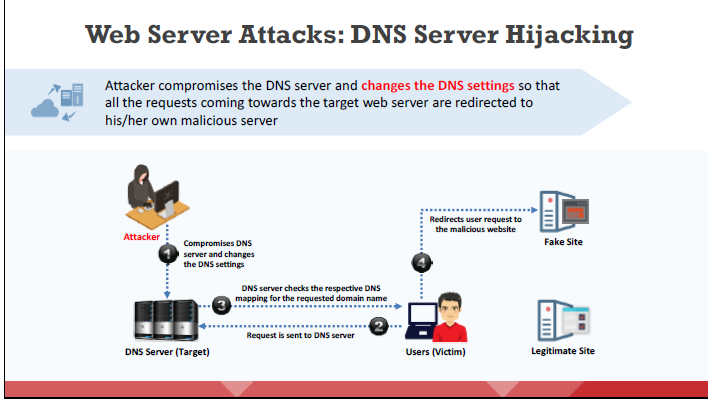 Web Server Attacks: DNS Server Hijacking
Attacker compromises the DNS server and changes the DNS settings so that
all the requests coming towards the target web server are redirected to
his/her own malicious server
Attacker
1
Compromises DNS
server and changes
the DNS settings
Redirects user request to
the malicious website
4
Fake Site
DNS server checks the respective DNS
mapping for the requested domain name
3
2
Request is sent to DNS server
DNS Server (Target)
Users (Victim)
Legitimate Site